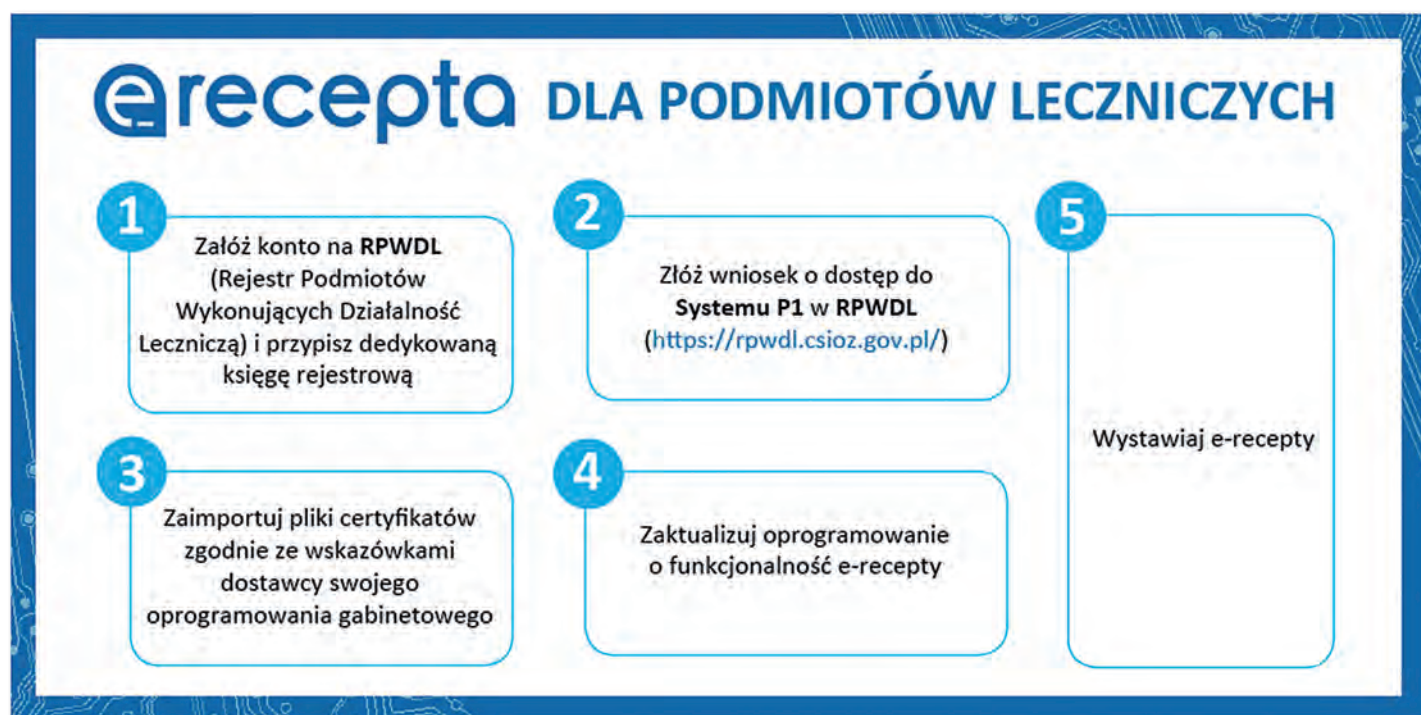 erecepta DLA PODMIOTÓW LECZNICZYCH
1
Załóż konto na RPWDL
(Rejestr Podmiotów
Wykonujących Działalność
Leczniczą) i przypisz dedykowaną
księgę rejestrową
2
Złóż wniosek o dostęp do
Systemu P1 w RPWDL
(https://rpwdl.csioz.gov.pl/)
3
Zaimportuj pliki certyfikatów
zgodnie ze wskazówkami
dostawcy swojego
oprogramowania gabinetowego
4
Zaktualizuj oprogramowanie
o funkcjonalność e-recepty
5
Wystawiaj e-recepty